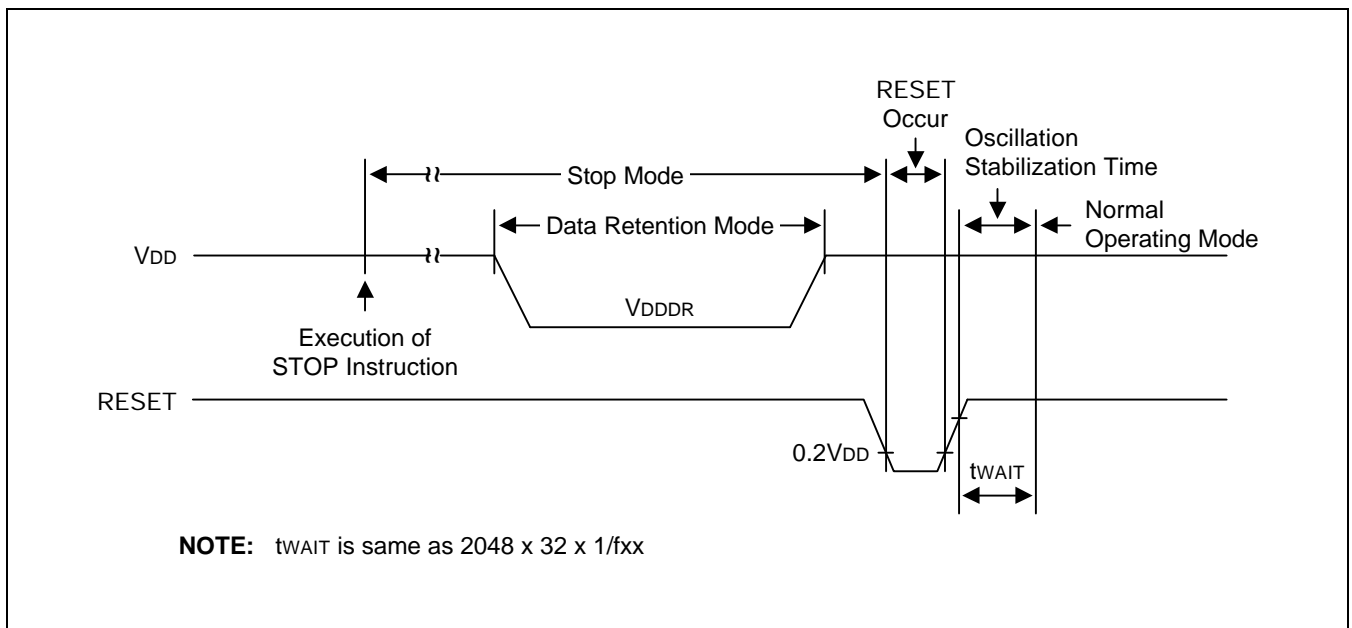 RESET
Occur
Oscillation
Stabilization Time
Stop Mode
Data Retention Mode
Normal
Operating Mode
VDD
VDDDR
Execution of
STOP Instruction
RESET
0.2VDD
tWAIT
NOTE: tWAIT is same as 2048 x 32 x 1/fxx